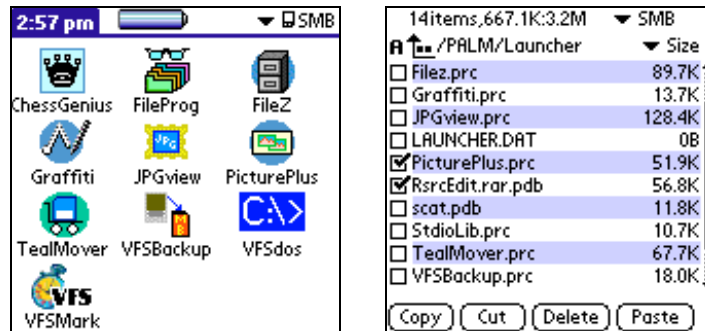 2:57 pm SMB
ChessGenius FileProg FileZ
JPG
Graffiti JPGview PicturePlus
C:\>
TealMover VFSBackup VFSdos
VFS
VFSMark
14items,667.1K:3.2M SMB
A /PALM/Launcher Size
Filez.prc 89.7K
Graffiti.prc 13.7K
JPGview.prc 128.4K
LAUNCHER.DAT 0B
PicturePlus.prc 51.9K
RsrcEdit.rar.pdb 56.8K
scat.pdb 11.8K
StdioLib.prc 10.7K
TealMover.prc 67.7K
VFSBackup.prc 18.0K
Copy Cut Delete Paste